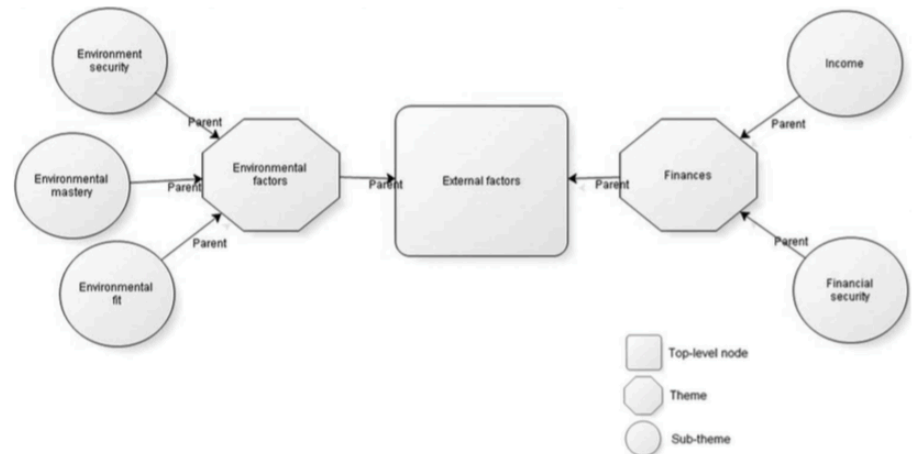 Environment
security
Income
Parent
Parent
Environmental
factors
Finances
Environmental
mastery
Parent
Parent
External factors
Parent
Parent
Parent
Environmental
fit
Financial
security
Top-level node
Theme
Sub-theme